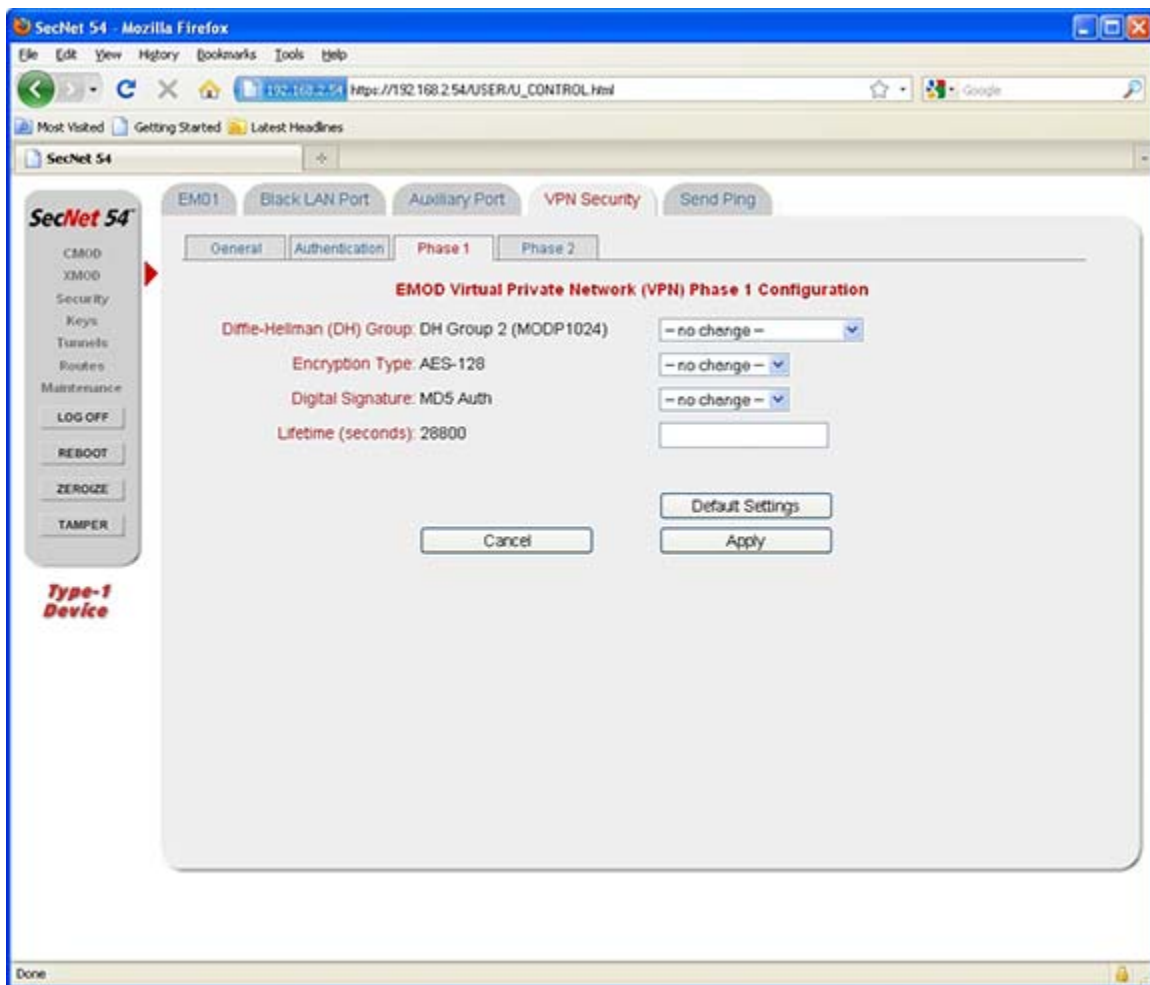 SecNet 54 - Mozilla Firefox
File Edit View History Bookmarks Tools Help
192.168.2.54 https://192.168.2.54/USER/U_CONTROL.html
Google
Most Visited Getting Started Latest Headlines
SecNet 54
SecNet 54™
CMOD
XMOD
Security
Keys
Tunnels
Routes
Maintenance
LOG OFF
REBOOT
ZEROIZE
TAMPER
Type-1
Device
EM01 Black LAN Port Auxiliary Port VPN Security Send Ping
General Authentication Phase 1 Phase 2
EMOD Virtual Private Network (VPN) Phase 1 Configuration
Diffie-Hellman (DH) Group: DH Group 2 (MODP1024) – no change –
Encryption Type: AES-128 – no change –
Digital Signature: MD5 Auth – no change –
Lifetime (seconds): 28800
Default Settings
Cancel Apply
Done